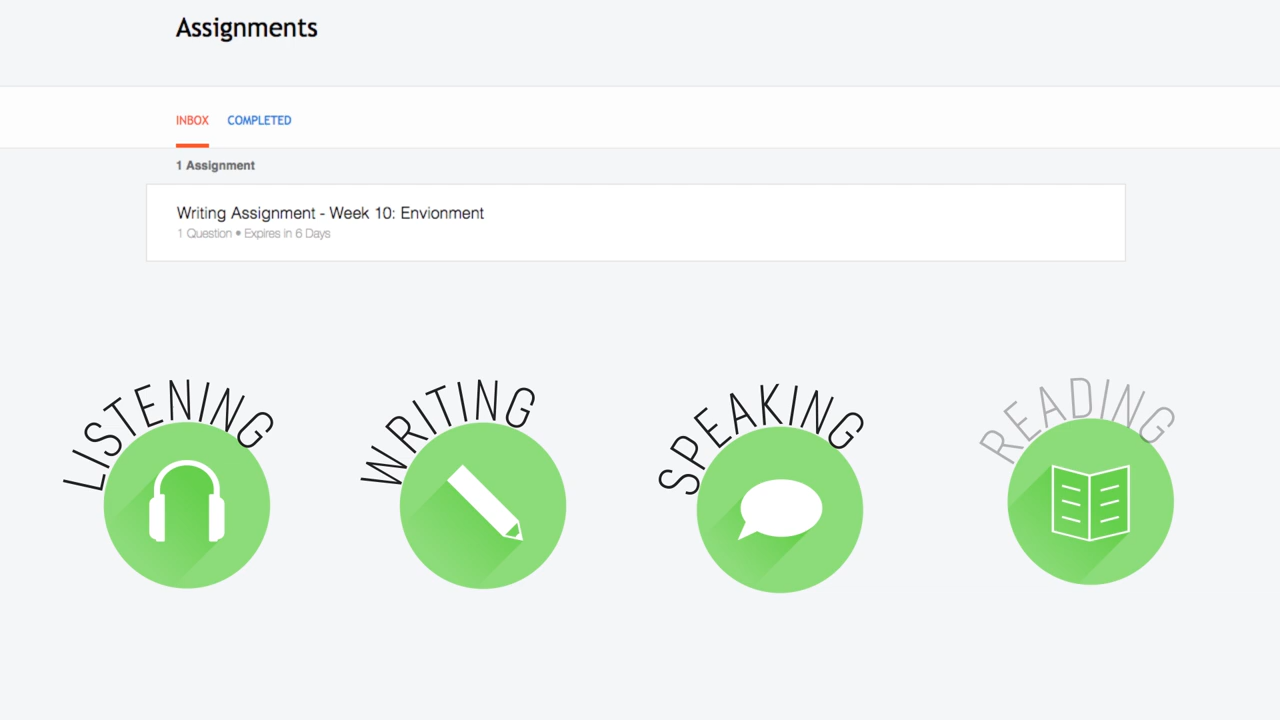 Assignments
INBOX COMPLETED
1 Assignment
Writing Assignment - Week 10: Envionment
1 Question • Expires in 6 Days
LISTENING
WRITING
SPEAKING
READING